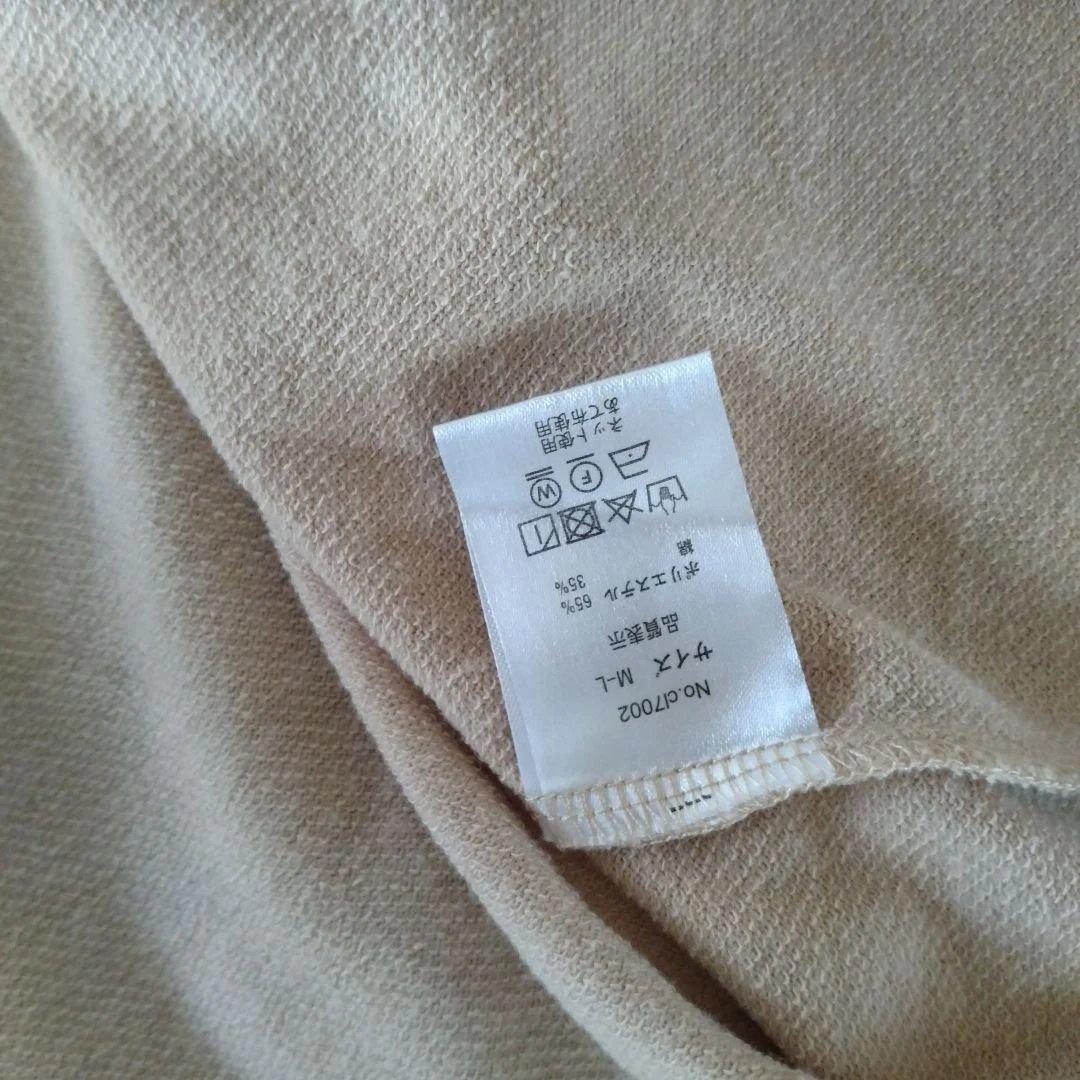 No.cl7002
サイズ M-L
品質表示
ポリエステル 65%
綿 35%
W F
ネット使用
あて布使用